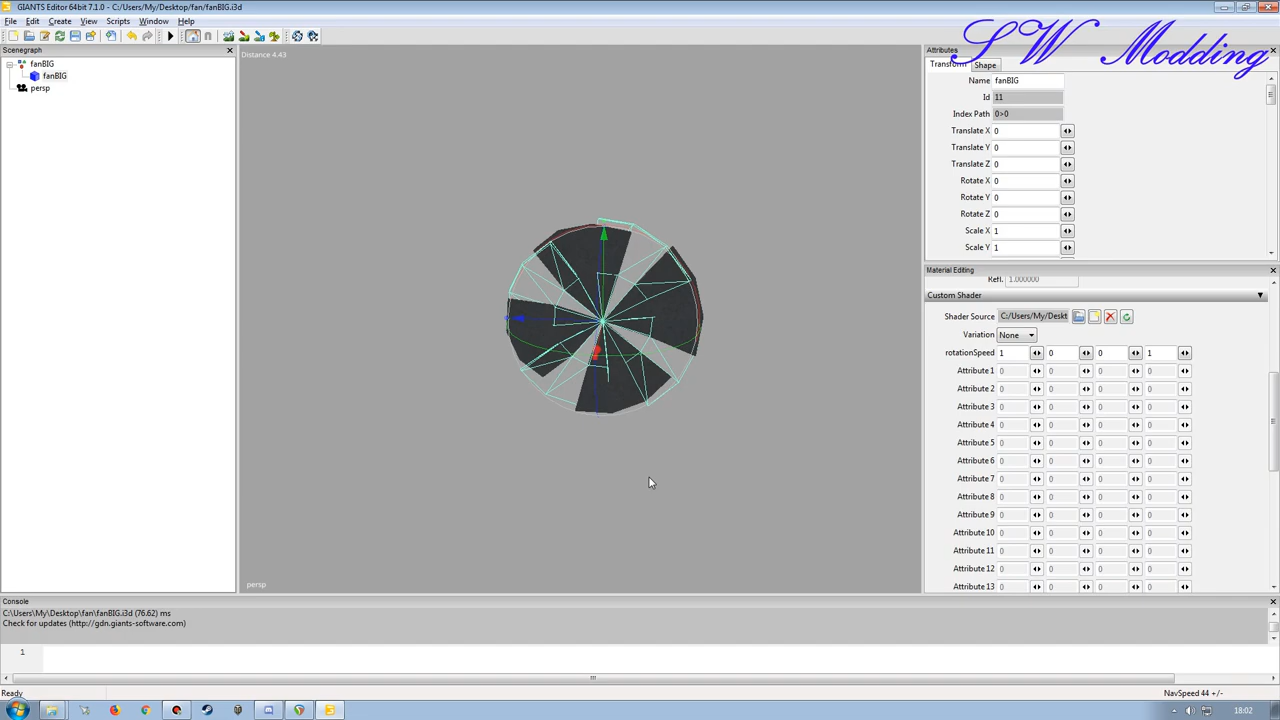 GIANTS Editor 64bit 7.1.0 - C:/Users/My/Desktop/fan/fanBIG.i3d
File Edit Create View Scripts Window Help
SW Modding
Scenegraph
fanBIG
fanBIG
persp
Distance 4.43
persp
Attributes
Transform Shape
Name fanBIG
Id 11
Index Path 0>0
Translate X 0
Translate Y 0
Translate Z 0
Rotate X 0
Rotate Y 0
Rotate Z 0
Scale X 1
Scale Y 1
Material Editing
Refl. 1.000000
Custom Shader
Shader Source C:/Users/My/Deskt
Variation None
rotationSpeed 1 0 0 1
Attribute 1 0 0 0 0
Attribute 2 0 0 0 0
Attribute 3 0 0 0 0
Attribute 4 0 0 0 0
Attribute 5 0 0 0 0
Attribute 6 0 0 0 0
Attribute 7 0 0 0 0
Attribute 8 0 0 0 0
Attribute 9 0 0 0 0
Attribute 10 0 0 0 0
Attribute 11 0 0 0 0
Attribute 12 0 0 0 0
Attribute 13 0 0 0 0
Console
C:\Users\My\Desktop\fan\fanBIG.i3d (76.62) ms
Check for updates (http://gdn.giants-software.com)
1
Ready
NavSpeed 44 +/-
18:02